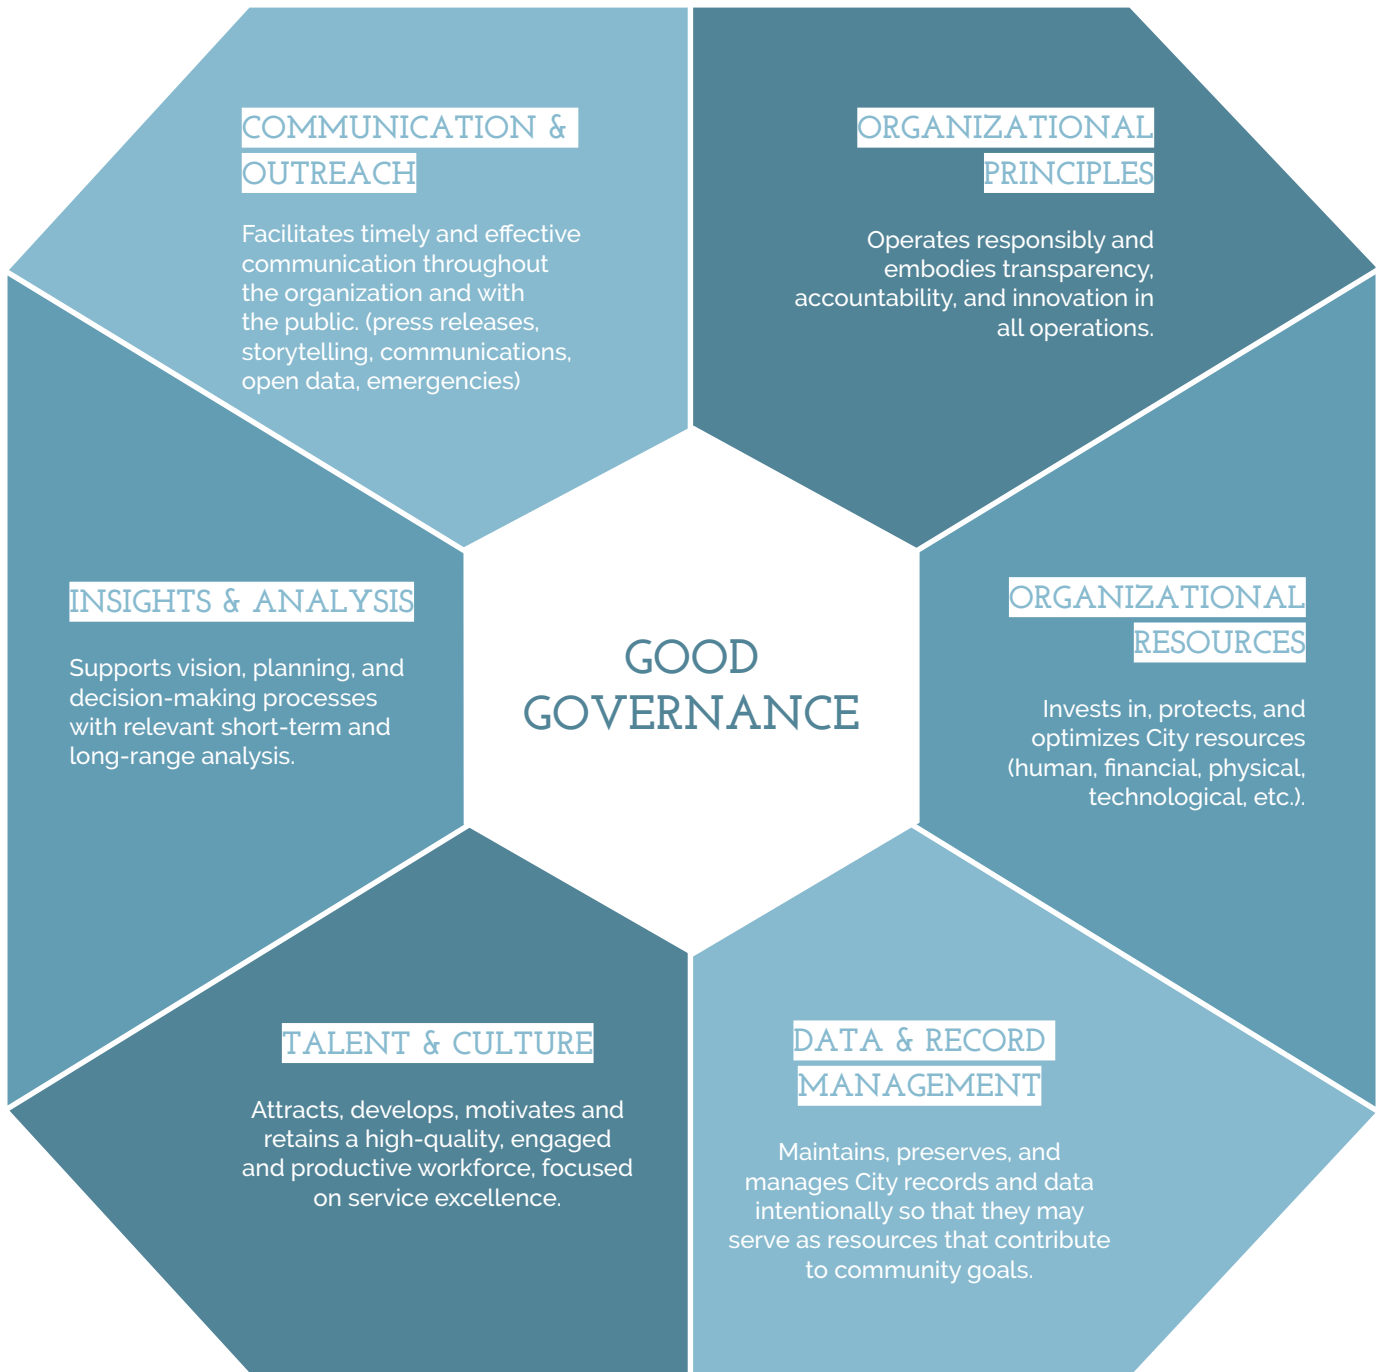 COMMUNICATION &
OUTREACH
Facilitates timely and effective
communication throughout
the organization and with
the public. (press releases,
storytelling, communications,
open data, emergencies)
ORGANIZATIONAL
PRINCIPLES
Operates responsibly and
embodies transparency,
accountability, and innovation in
all operations.
INSIGHTS & ANALYSIS
Supports vision, planning, and
decision-making processes
with relevant short-term and
long-range analysis.
GOOD
GOVERNANCE
ORGANIZATIONAL
RESOURCES
Invests in, protects, and
optimizes City resources
(human, financial, physical,
technological, etc.).
TALENT & CULTURE
Attracts, develops, motivates and
retains a high-quality, engaged
and productive workforce, focused
on service excellence.
DATA & RECORD
MANAGEMENT
Maintains, preserves, and
manages City records and data
intentionally so that they may
serve as resources that contribute
to community goals.